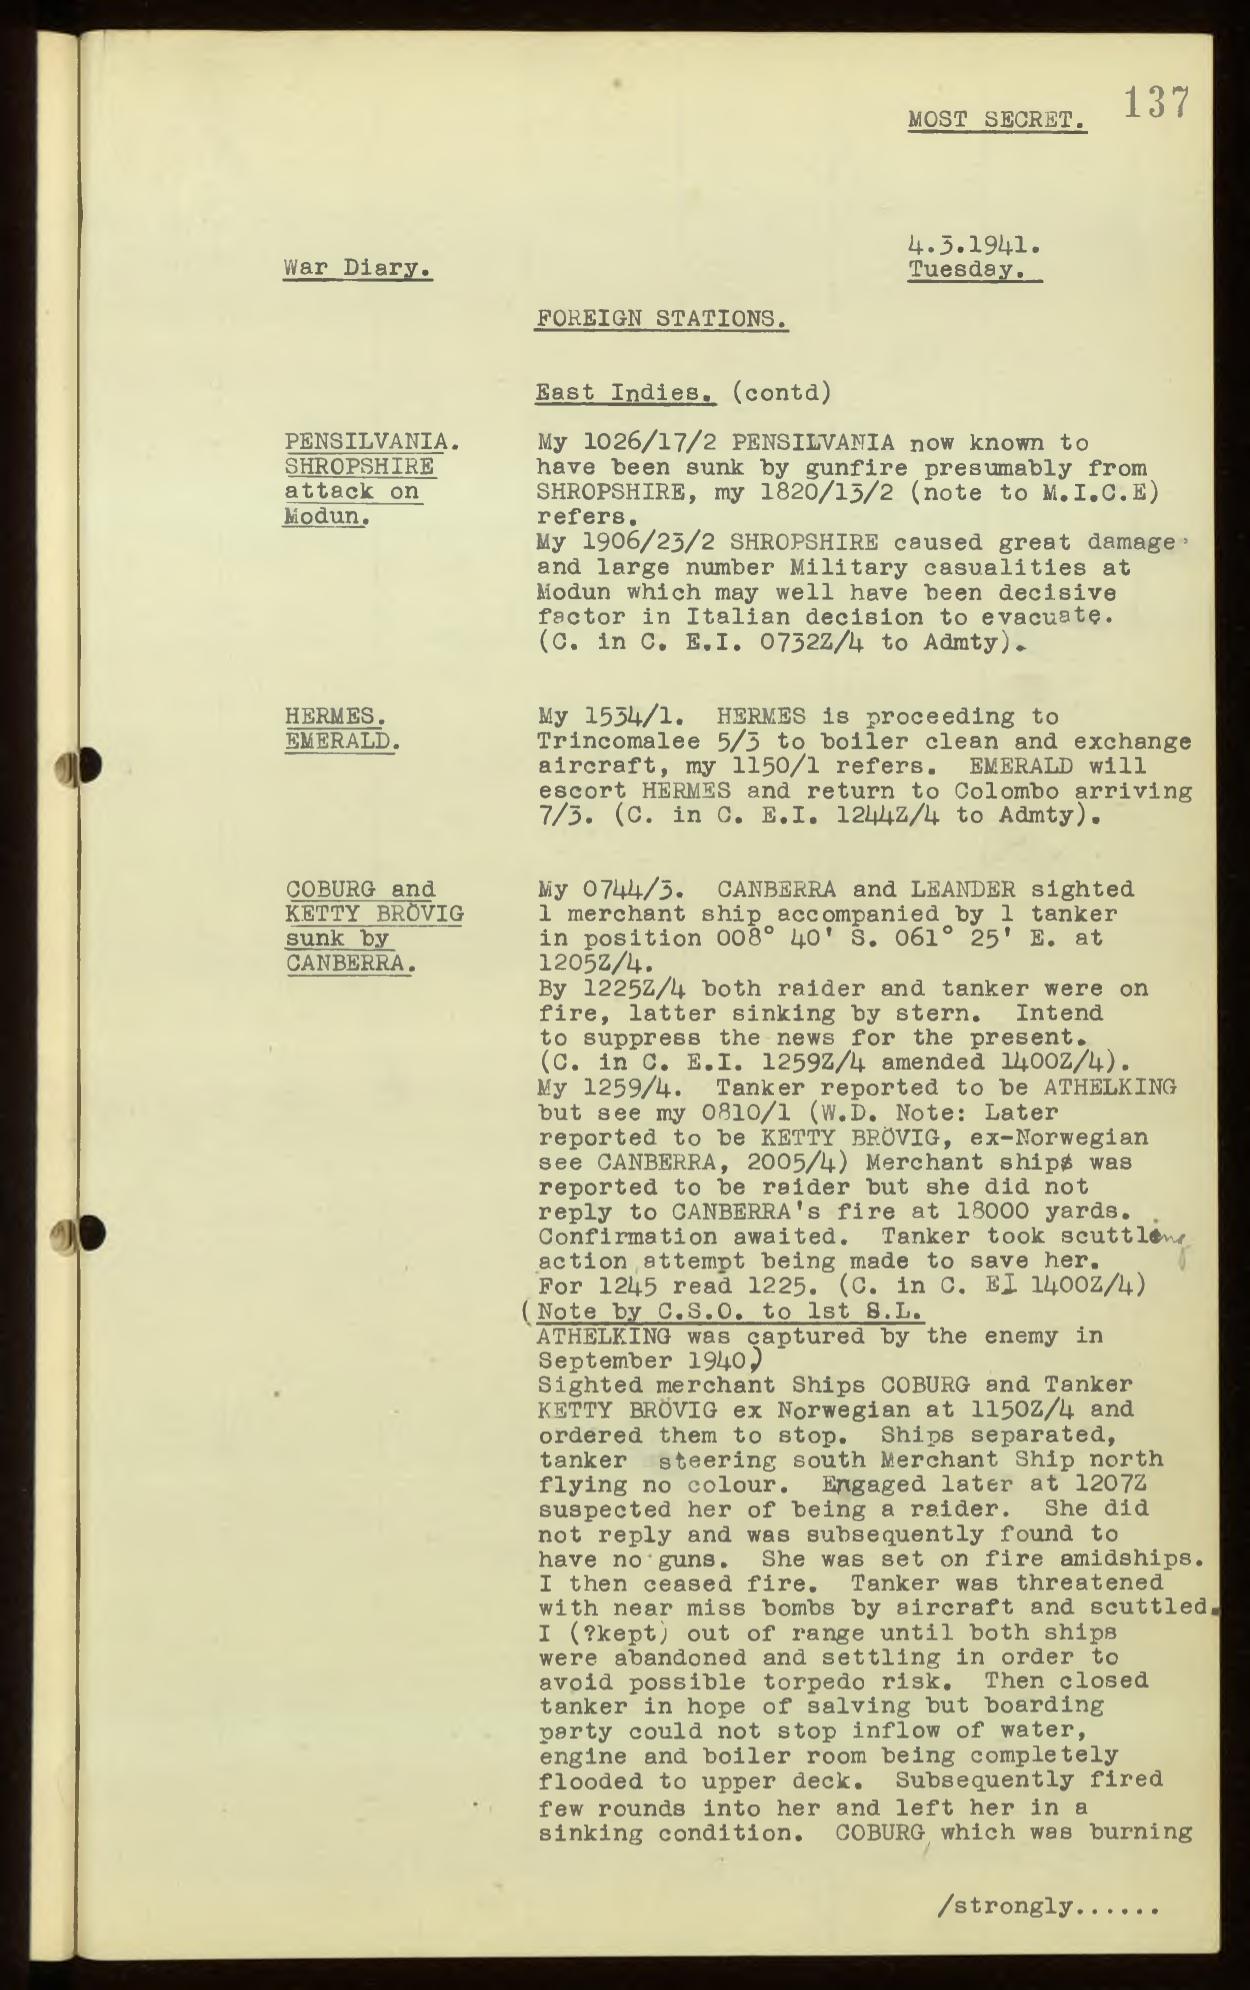 137
MOST SECRET.
4.3.1941.
War Diary.
Tuesday.
FOREIGN STATIONS.
East Indies. (contd)
PENSILVANIA.
SHROPSHIRE
attack on
Modun.
My 1026/17/2 PENSILVANIA now known to
have been sunk by gunfire presumably from
SHROPSHIRE, my 1820/13/2 (note to M.I.C.E)
refers.
My 1906/23/2 SHROPSHIRE caused great damage
and large number Military casualities at
Modun which may well have been decisive
factor in Italian decision to evacuate.
(C. in C. E.I. 0732Z/4 to Admty).
HERMES.
EMERALD.
My 1534/1. HERMES is proceeding to
Trincomalee 5/3 to boiler clean and exchange
aircraft, my 1150/1 refers. EMERALD will
escort HERMES and return to Colombo arriving
7/3. (C. in C. E.I. 1244Z/4 to Admty).
COBURG and
KETTY BRÖVIG
sunk by
CANBERRA.
My 0744/3. CANBERRA and LEANDER sighted
1 merchant ship accompanied by 1 tanker
in position 008° 40' S. 061° 25' E. at
1205Z/4.
By 1225Z/4 both raider and tanker were on
fire, latter sinking by stern. Intend
to suppress the news for the present.
(C. in C. E.I. 1259Z/4 amended 1400Z/4).
My 1259/4. Tanker reported to be ATHELKING
but see my 0810/1 (W.D. Note: Later
reported to be KETTY BRÖVIG, ex-Norwegian
see CANBERRA, 2005/4) Merchant ship was
reported to be raider but she did not
reply to CANBERRA's fire at 18000 yards.
Confirmation awaited. Tanker took scuttling
action attempt being made to save her.
For 1245 read 1225. (C. in C. EI 1400Z/4)
(Note by C.S.O. to 1st S.L.
ATHELKING was captured by the enemy in
September 1940)
Sighted merchant Ships COBURG and Tanker
KETTY BRÖVIG ex Norwegian at 1150Z/4 and
ordered them to stop. Ships separated,
tanker steering south Merchant Ship north
flying no colour. Engaged later at 1207Z
suspected her of being a raider. She did
not reply and was subsequently found to
have no guns. She was set on fire amidships.
I then ceased fire. Tanker was threatened
with near miss bombs by aircraft and scuttled.
I (?kept) out of range until both ships
were abandoned and settling in order to
avoid possible torpedo risk. Then closed
tanker in hope of salving but boarding
party could not stop inflow of water,
engine and boiler room being completely
flooded to upper deck. Subsequently fired
few rounds into her and left her in a
sinking condition. COBURG which was burning
/strongly......